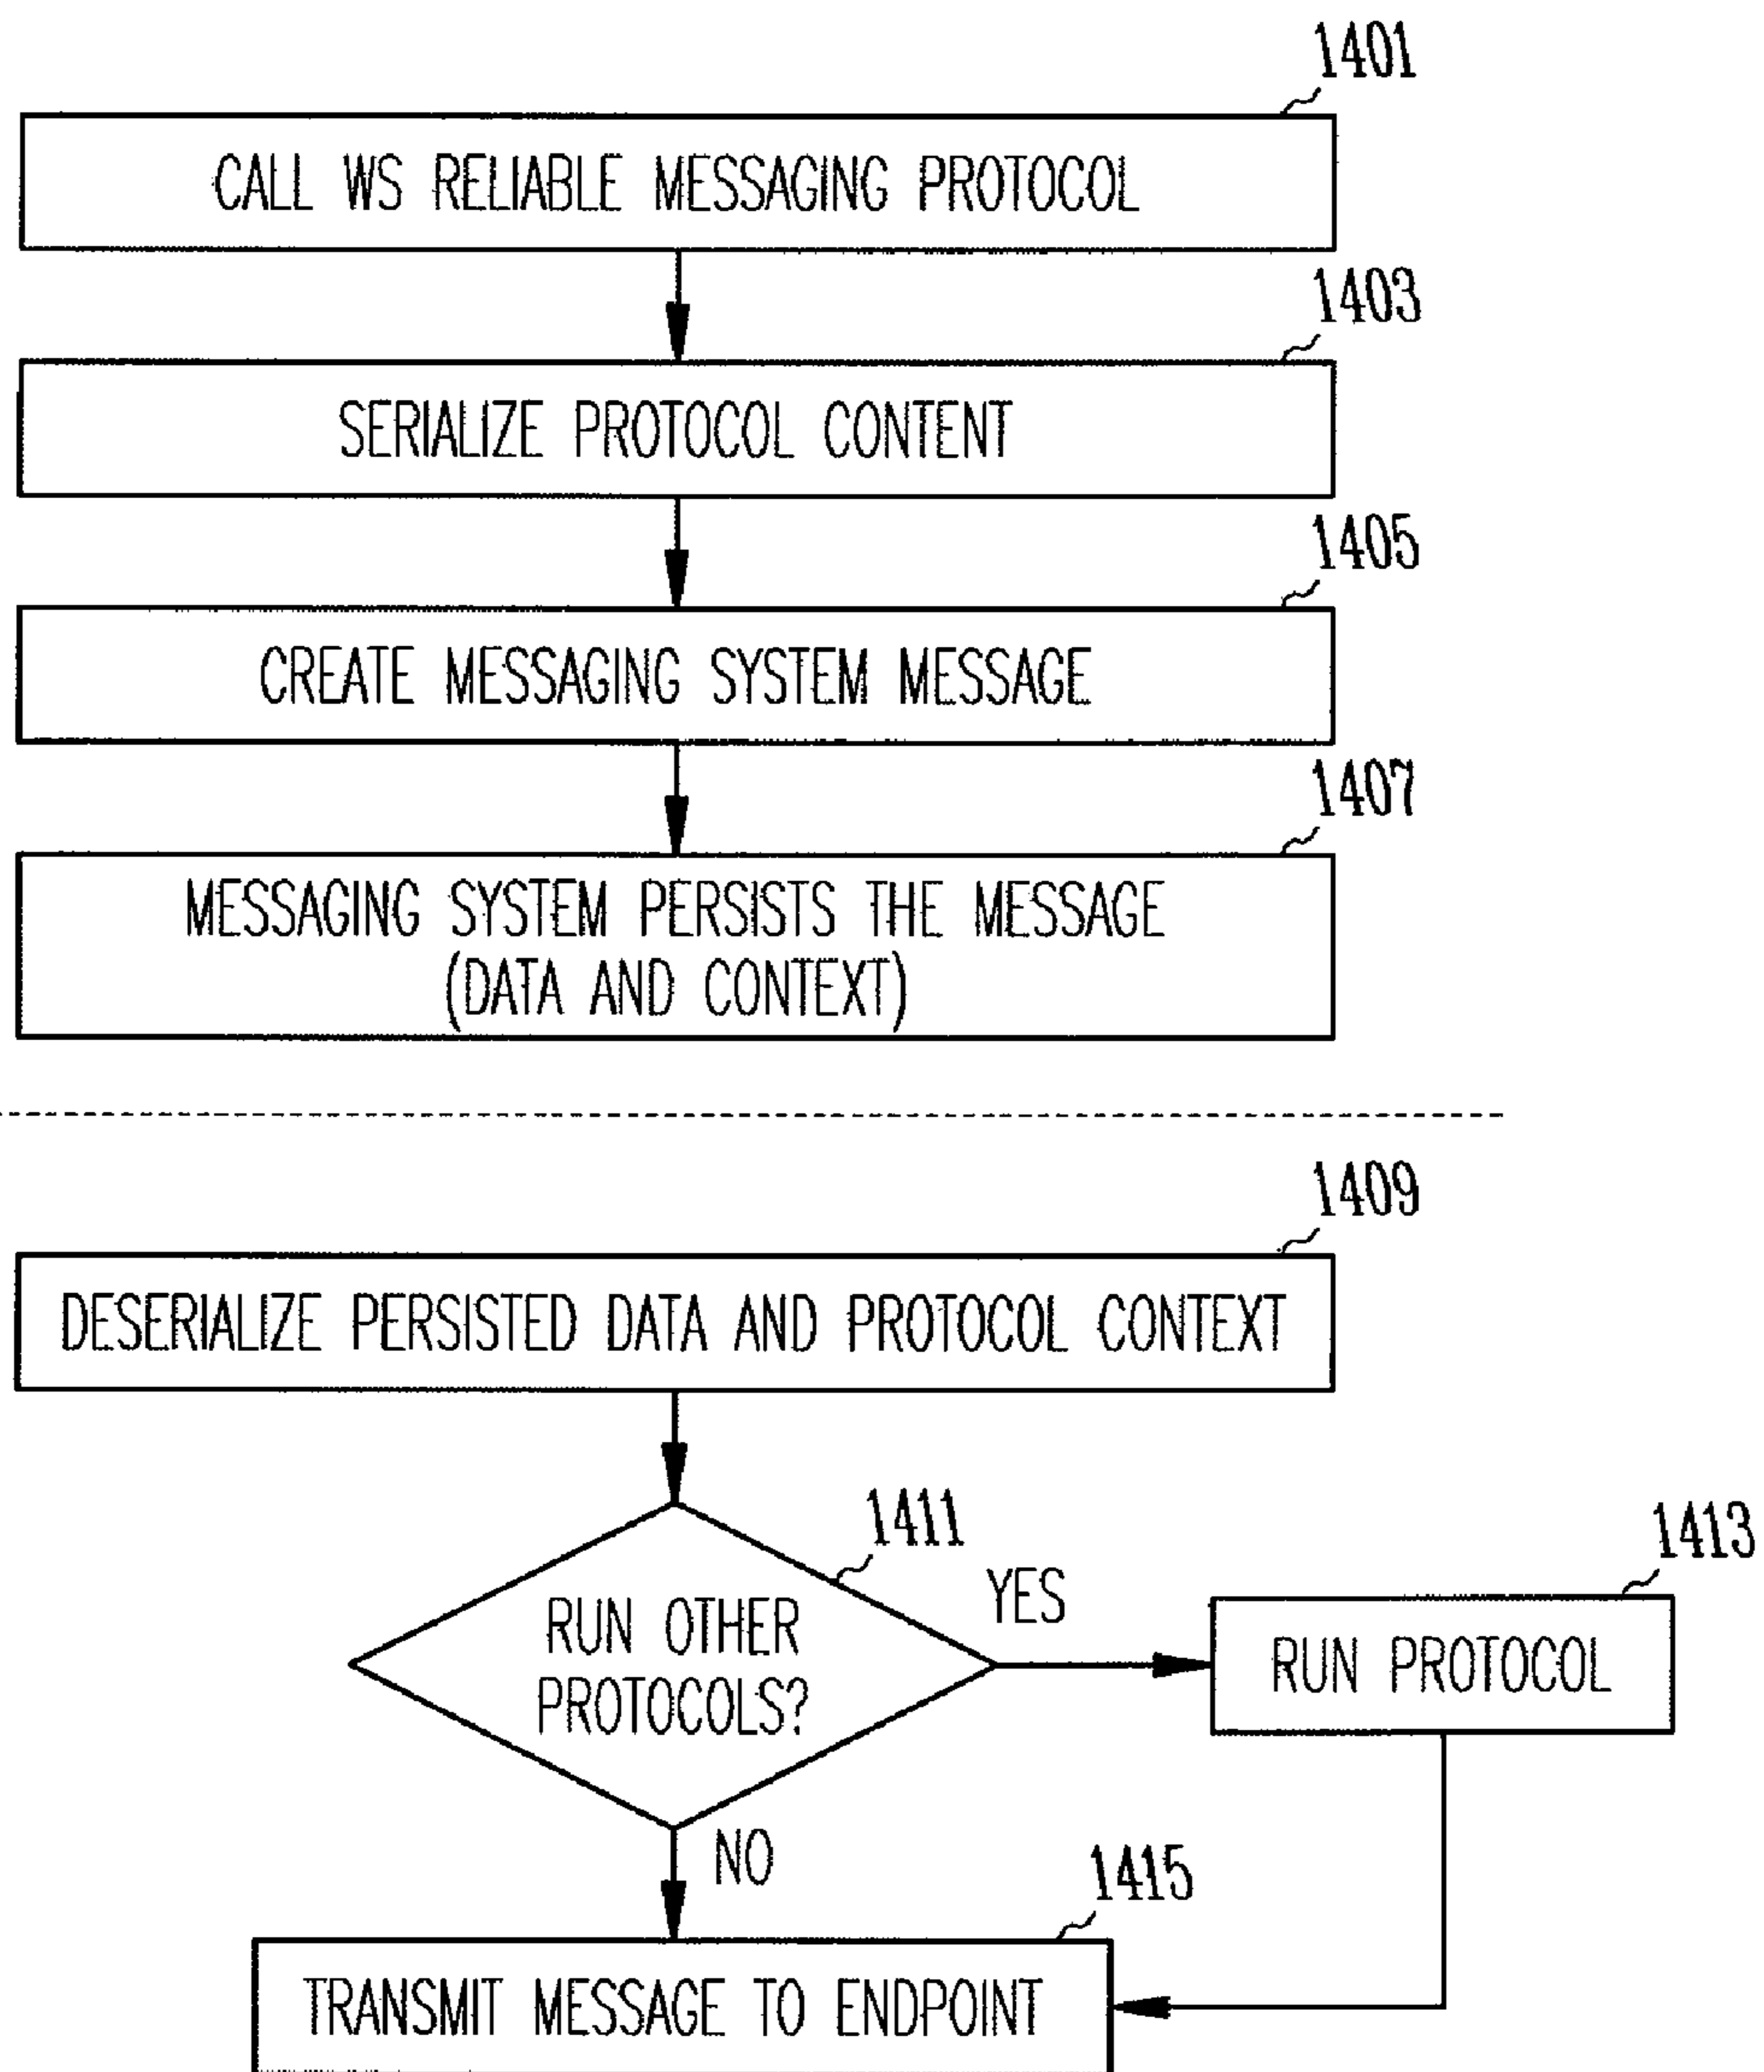 1401
CALL WS RELIABLE MESSAGING PROTOCOL
1403
SERIALIZE PROTOCOL CONTENT
1405
CREATE MESSAGING SYSTEM MESSAGE
1407
MESSAGING SYSTEM PERSISTS THE MESSAGE
(DATA AND CONTEXT)
1409
DESERIALIZE PERSISTED DATA AND PROTOCOL CONTEXT
1411
RUN OTHER
PROTOCOLS?
YES
1413
RUN PROTOCOL
NO
1415
TRANSMIT MESSAGE TO ENDPOINT